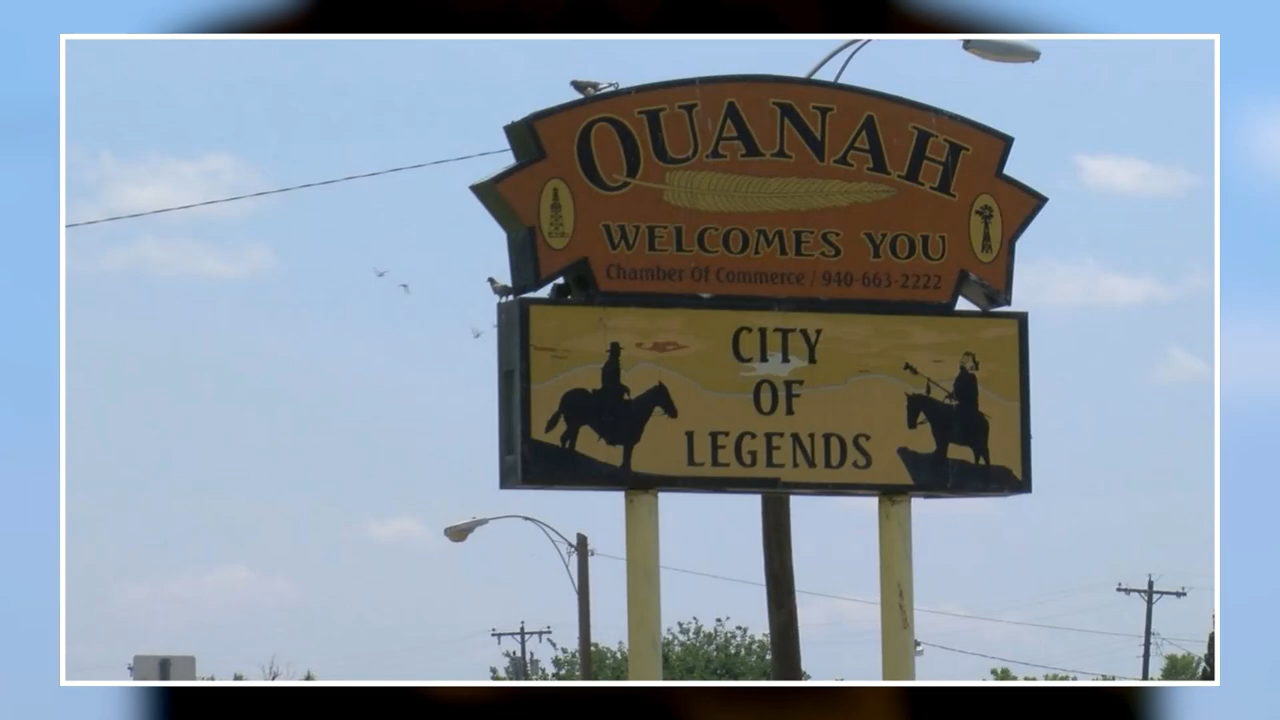 QUANAH
WELCOMES YOU
Chamber Of Commerce / 940-663-2222
CITY
OF
LEGENDS